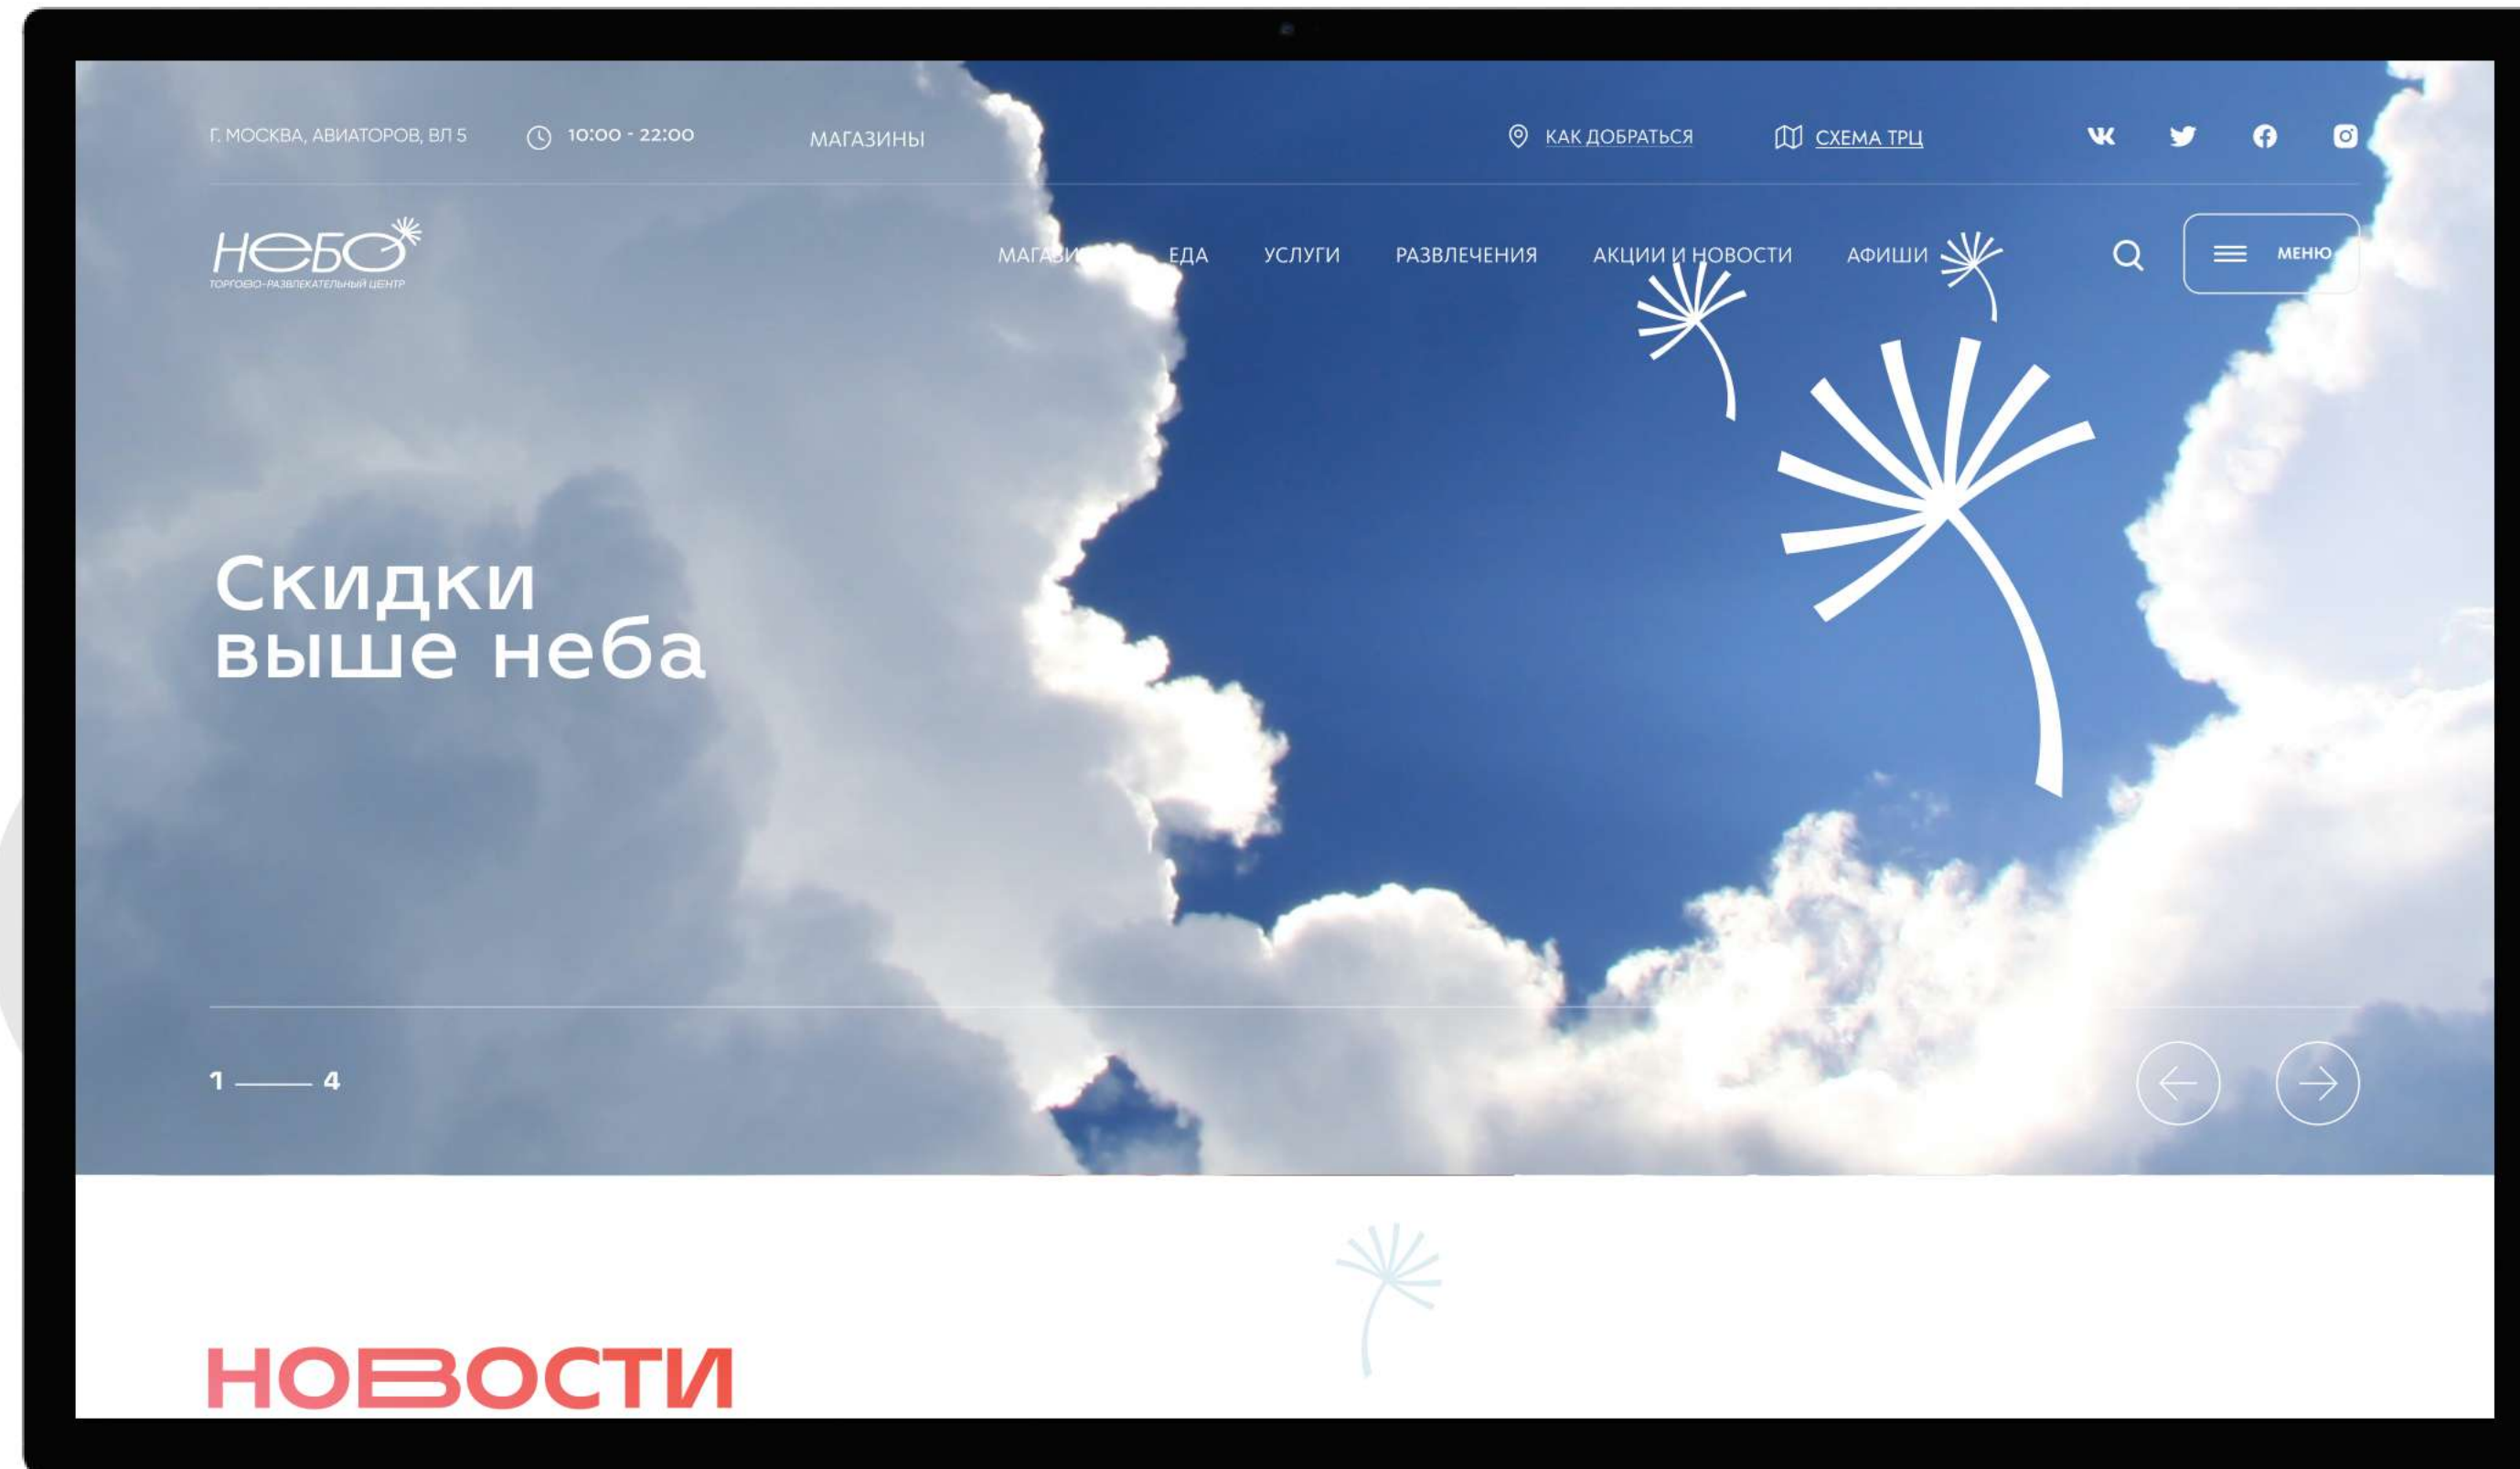 Г. МОСКВА, АВИАТОРОВ, ВЛ 5 10:00 - 22:00 МАГАЗИНЫ КАК ДОБРАТЬСЯ СХЕМА ТРЦ
НЕБО
ТОРГОВО-РАЗВЛЕКАТЕЛЬНЫЙ ЦЕНТР
ЕДА УСЛУГИ РАЗВЛЕЧЕНИЯ АКЦИИ И НОВОСТИ АФИШИ МЕНЮ
Скидки
выше неба
1 4
НОВОСТИ